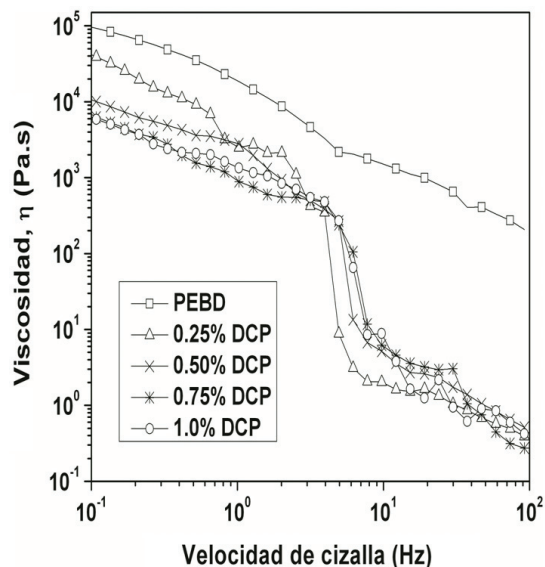 10^5
10^4
10^3
10^2
10^1
10^0
10^-1
Viscosidad, η (Pa.s)
PEBD
0.25% DCP
0.50% DCP
0.75% DCP
1.0% DCP
10^-1 10^0 10^1 10^2
Velocidad de cizalla (Hz)